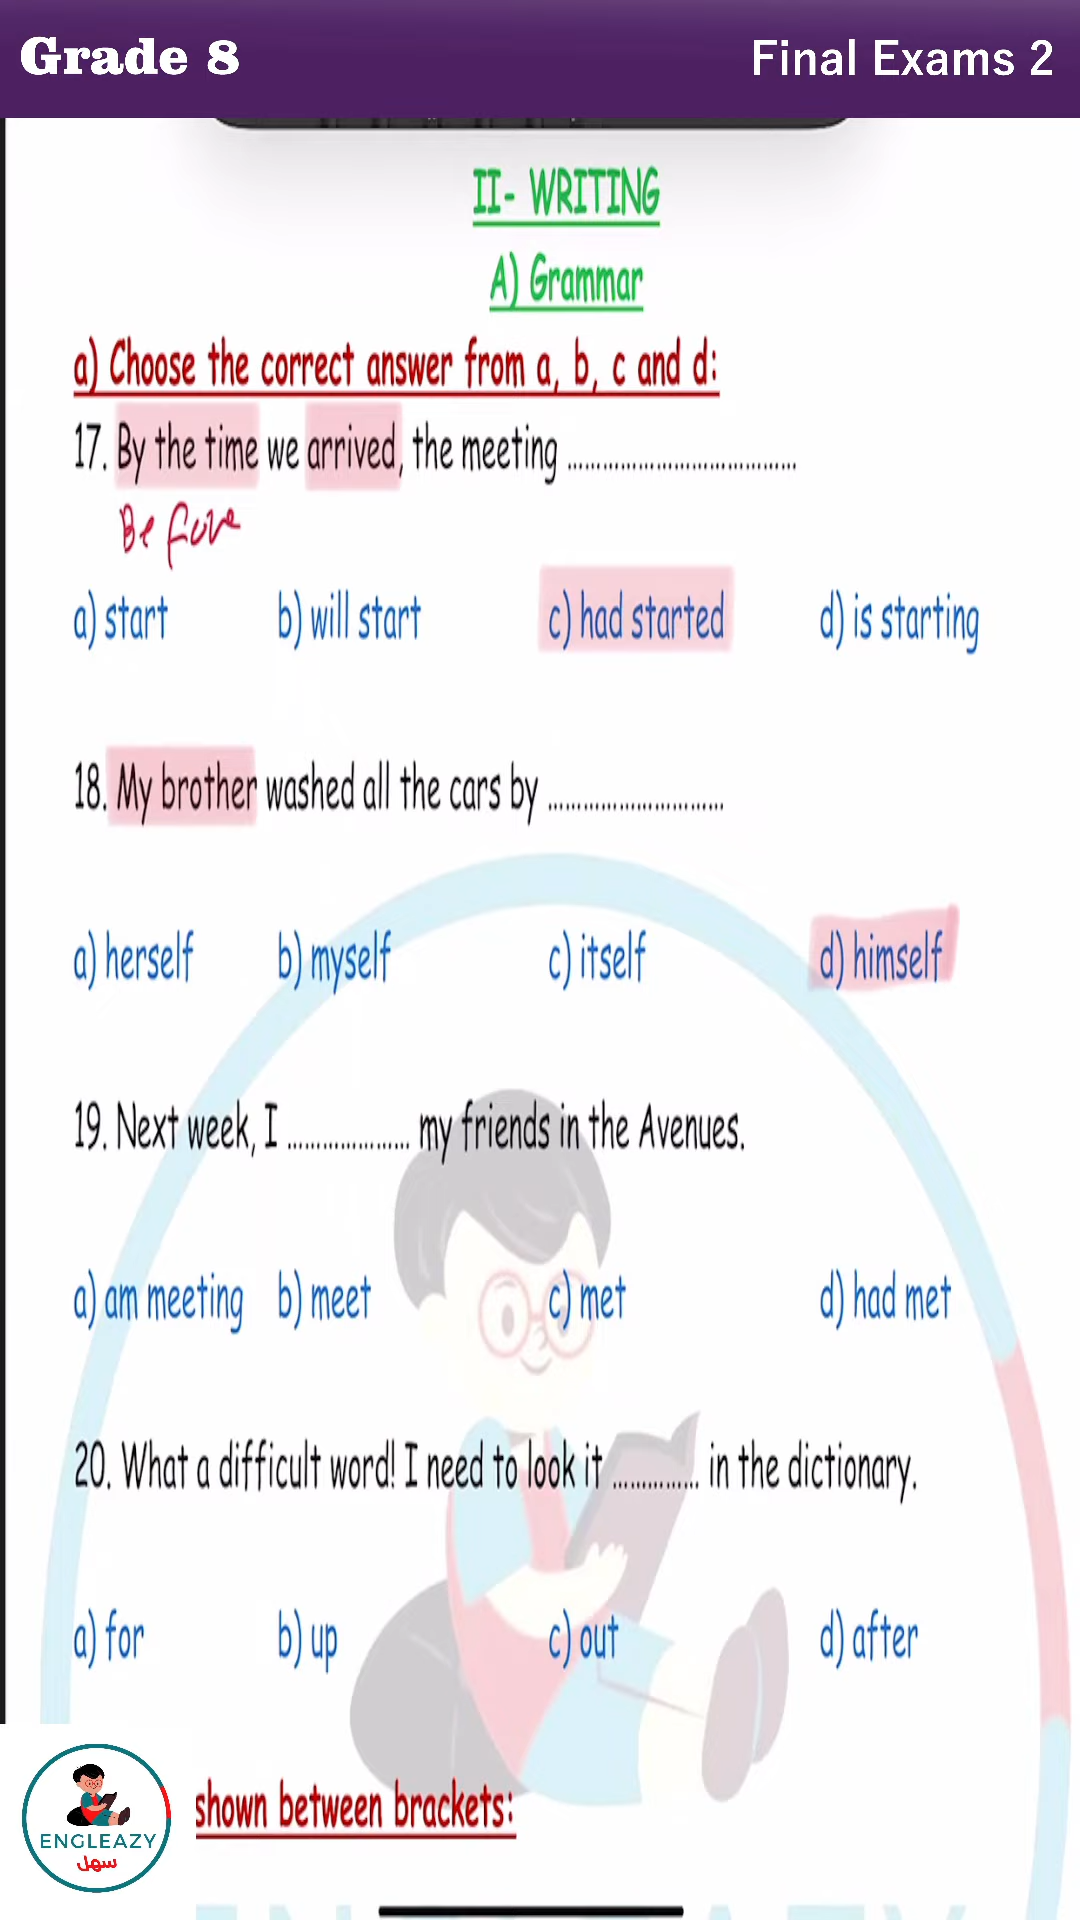 Grade 8
Final Exams 2
II- WRITING
A) Grammar
a) Choose the correct answer from a, b, c and d:
17. By the time we arrived, the meeting ....................................
Before
a) start b) will start c) had started d) is starting
18. My brother washed all the cars by ............................
a) herself b) myself c) itself d) himself
19. Next week, I .................... my friends in the Avenues.
a) am meeting b) meet c) met d) had met
20. What a difficult word! I need to look it .............. in the dictionary.
a) for b) up c) out d) after
shown between brackets:
ENGLEAZY
سهل